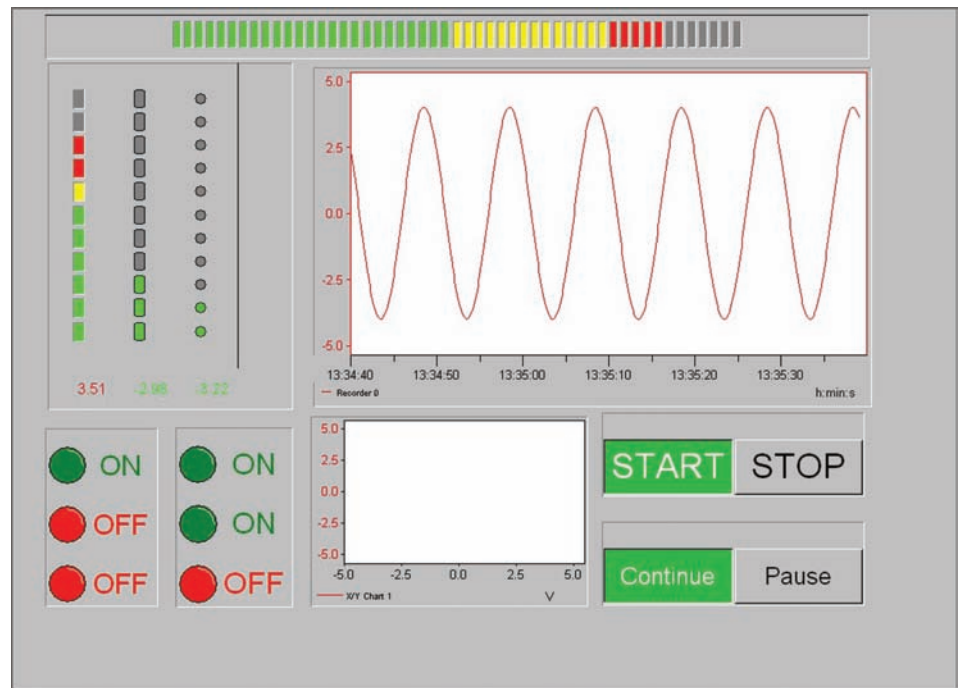 5.0
2.5
0.0
-2.5
-5.0
13:34:40 13:34:50 13:35:00 13:35:10 13:35:20 13:35:30
Recorder 0 h:min:s
3.51 -2.98 -3.22
ON
OFF
OFF
ON
ON
OFF
5.0
2.5
0.0
-2.5
-5.0
-5.0 -2.5 0.0 2.5 5.0
X/Y Chart 1 V
START STOP
Continue Pause